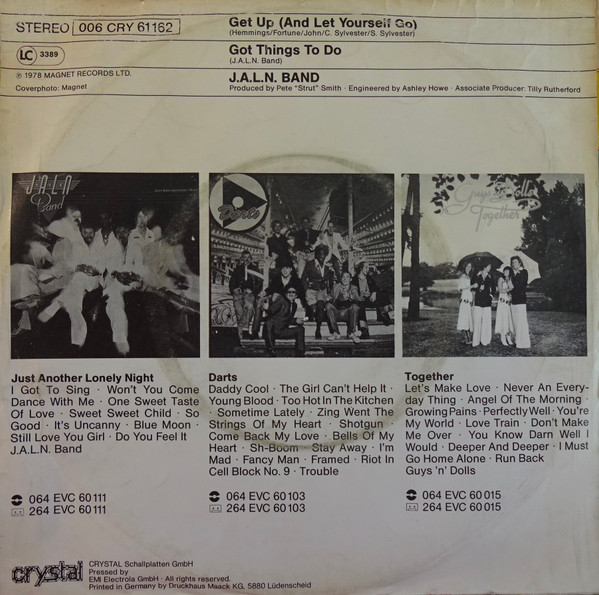 STEREO 006 CRY 61162
LC 3389
℗ 1978 MAGNET RECORDS LTD.
Coverphoto: Magnet
Get Up (And Let Yourself Go)
(Hemmings/Fortune/John/C. Sylvester/S. Sylvester)
Got Things To Do
(J.A.L.N. Band)
J.A.L.N. BAND
Produced by Pete "Strut" Smith · Engineered by Ashley Howe · Associate Producer: Tilly Rutherford
J.A.L.N
Band
Darts
Guys 'n' Dolls
Together
Just Another Lonely Night
I Got To Sing · Won't You Come
Dance With Me · One Sweet Taste
Of Love · Sweet Sweet Child · So
Good · It's Uncanny · Blue Moon ·
Still Love You Girl · Do You Feel It
J.A.L.N. Band
064 EVC 60111
264 EVC 60111
Darts
Daddy Cool · The Girl Can't Help It ·
Young Blood · Too Hot In The Kitchen
· Sometime Lately · Zing Went The
Strings Of My Heart · Shotgun ·
Come Back My Love · Bells Of My
Heart · Sh-Boom · Stay Away · I'm
Mad · Fancy Man · Framed · Riot In
Cell Block No. 9 · Trouble
064 EVC 60103
264 EVC 60103
Together
Let's Make Love · Never An Every-
day Thing · Angel Of The Morning ·
Growing Pains · Perfectly Well · You're
My World · Love Train · Don't Make
Me Over · You Know Darn Well I
Would · Deeper And Deeper · I Must
Go Home Alone · Run Back
Guys 'n' Dolls
064 EVC 60015
264 EVC 60015
crystal
CRYSTAL Schallplatten GmbH
Pressed by
EMI Electrola GmbH · All rights reserved.
Printed in Germany by Druckhaus Maack KG, 5880 Lüdenscheid